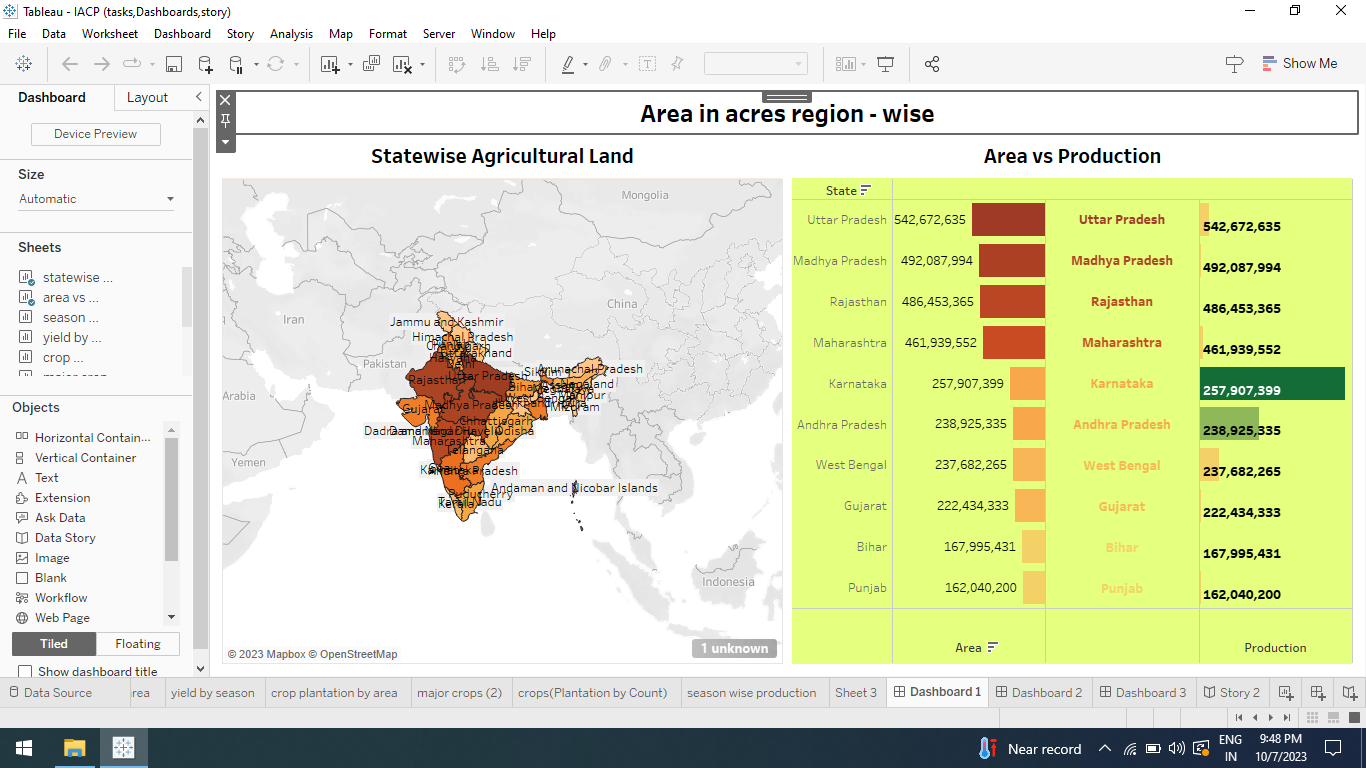 Tableau - IACP (tasks,Dashboards,story)
File Data Worksheet Dashboard Story Analysis Map Format Server Window Help
Show Me
Dashboard Layout
Device Preview
Size
Automatic
Sheets
statewise ...
area vs ...
season ...
yield by ...
crop ...
Objects
Horizontal Contain...
Vertical Container
Text
Extension
Ask Data
Data Story
Image
Blank
Workflow
Web Page
Tiled Floating
Show dashboard title
Area in acres region - wise
Statewise Agricultural Land
Mongolia
China
Iran
Pakistan
Arabia
Yemen
Indonesia
Jammu and Kashmir
Himachal Pradesh
Uttar Pradesh
Rajasthan
Arunachal Pradesh
Nagaland
Mizoram
Madhya Pradesh
Gujarat
Chhattisgarh
Odisha
Maharashtra
Telangana
Andaman and Nicobar Islands
Puducherry
Tamil Nadu
Kerala
© 2023 Mapbox © OpenStreetMap
1 unknown
Area vs Production
State
Uttar Pradesh 542,672,635 Uttar Pradesh 542,672,635
Madhya Pradesh 492,087,994 Madhya Pradesh 492,087,994
Rajasthan 486,453,365 Rajasthan 486,453,365
Maharashtra 461,939,552 Maharashtra 461,939,552
Karnataka 257,907,399 Karnataka 257,907,399
Andhra Pradesh 238,925,335 Andhra Pradesh 238,925,335
West Bengal 237,682,265 West Bengal 237,682,265
Gujarat 222,434,333 Gujarat 222,434,333
Bihar 167,995,431 Bihar 167,995,431
Punjab 162,040,200 Punjab 162,040,200
Area Production
Data Source rea yield by season crop plantation by area major crops (2) crops(Plantation by Count) season wise production Sheet 3 Dashboard 1 Dashboard 2 Dashboard 3 Story 2
Near record
ENG
IN
9:48 PM
10/7/2023